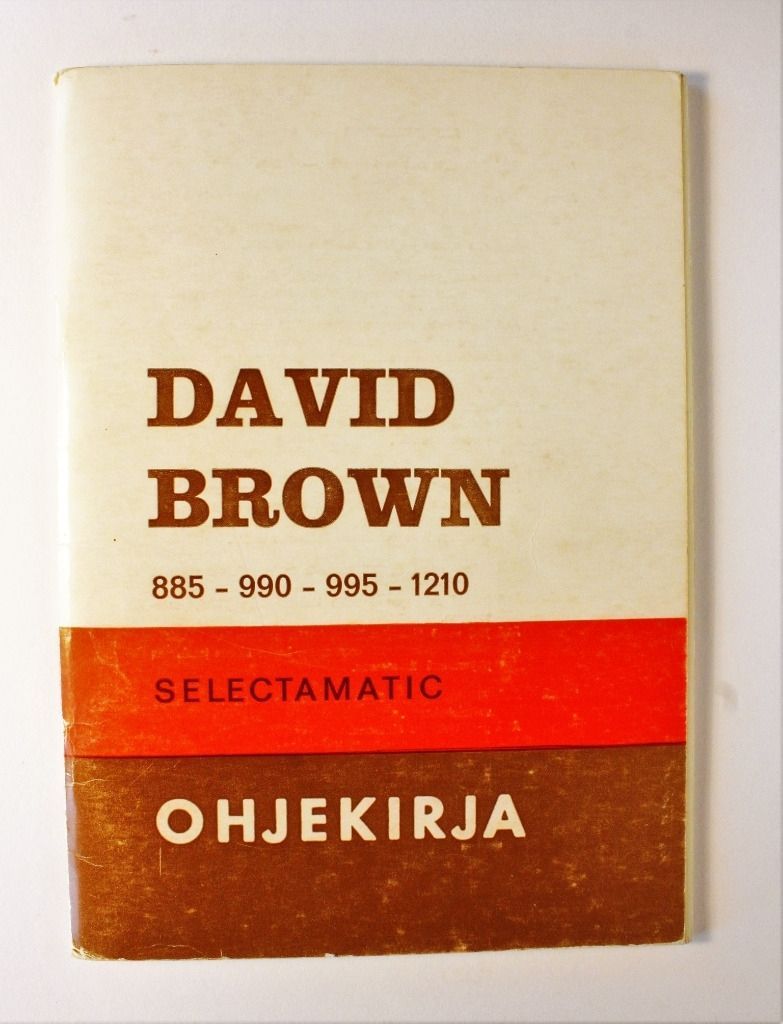 DAVID
BROWN
885 - 990 - 995 - 1210
SELECTAMATIC
OHJEKIRJA